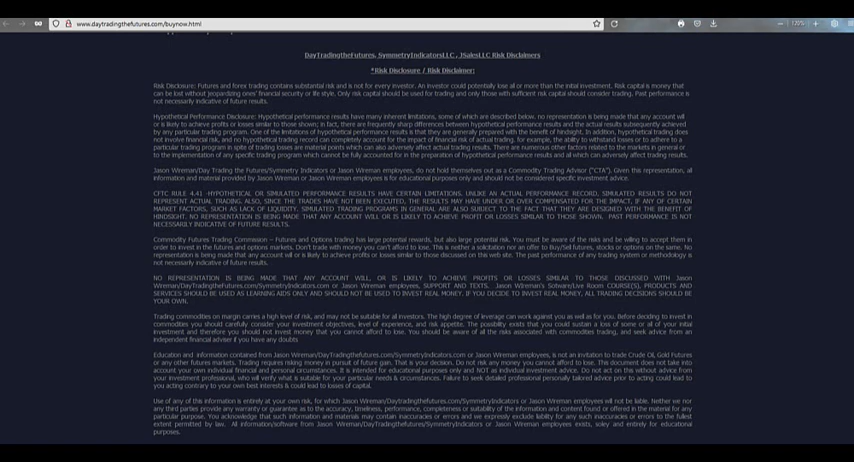 www.daytradingthefutures.com/buynow.html
120%
DayTradingtheFutures, SymmetryIndicatorsLLC , JSalesLLC Risk Disclaimers
*Risk Disclosure / Risk Disclaimer:
Risk Disclosure: Futures and forex trading contains substantial risk and is not for every investor. An investor could potentially lose all or more than the initial investment. Risk capital is money that
can be lost without jeopardizing ones' financial security or life style. Only risk capital should be used for trading and only those with sufficient risk capital should consider trading. Past performance is
not necessarily indicative of future results.
Hypothetical Performance Disclosure: Hypothetical performance results have many inherent limitations, some of which are described below. no representation is being made that any account will
or is likely to achieve profits or losses similar to those shown; in fact, there are frequently sharp differences between hypothetical performance results and the actual results subsequently achieved
by any particular trading program. One of the limitations of hypothetical performance results is that they are generally prepared with the benefit of hindsight. In addition, hypothetical trading does
not involve financial risk, and no hypothetical trading record can completely account for the impact of financial risk of actual trading. for example, the ability to withstand losses or to adhere to a
particular trading program in spite of trading losses are material points which can also adversely affect actual trading results. There are numerous other factors related to the markets in general or
to the implementation of any specific trading program which cannot be fully accounted for in the preparation of hypothetical performance results and all which can adversely affect trading results.
Jason Wireman/Day Trading the Futures/Symmetry Indicators or Jason Wireman employees, do not hold themselves out as a Commodity Trading Advisor ("CTA"). Given this representation, all
information and material provided by Jason Wireman or Jason Wireman employees is for educational purposes only and should not be considered specific investment advice.
CFTC RULE 4.41 -HYPOTHETICAL OR SIMULATED PERFORMANCE RESULTS HAVE CERTAIN LIMITATIONS. UNLIKE AN ACTUAL PERFORMANCE RECORD, SIMULATED RESULTS DO NOT
REPRESENT ACTUAL TRADING. ALSO, SINCE THE TRADES HAVE NOT BEEN EXECUTED, THE RESULTS MAY HAVE UNDER OR OVER COMPENSATED FOR THE IMPACT, IF ANY, OF CERTAIN
MARKET FACTORS, SUCH AS LACK OF LIQUIDITY. SIMULATED TRADING PROGRAMS IN GENERAL ARE ALSO SUBJECT TO THE FACT THAT THEY ARE DESIGNED WITH THE BENEFIT OF
HINDSIGHT. NO REPRESENTATION IS BEING MADE THAT ANY ACCOUNT WILL OR IS LIKELY TO ACHIEVE PROFIT OR LOSSES SIMILAR TO THOSE SHOWN. PAST PERFORMANCE IS NOT
NECESSARILY INDICATIVE OF FUTURE RESULTS.
Commodity Futures Trading Commission – Futures and Options trading has large potential rewards, but also large potential risk. You must be aware of the risks and be willing to accept them in
order to invest in the futures and options markets. Don't trade with money you can't afford to lose. This is neither a solicitation nor an offer to Buy/Sell futures, stocks or options on the same. No
representation is being made that any account will or is likely to achieve profits or losses similar to those discussed on this web site. The past performance of any trading system or methodology is
not necessarily indicative of future results.
NO REPRESENTATION IS BEING MADE THAT ANY ACCOUNT WILL, OR IS LIKELY TO ACHIEVE PROFITS OR LOSSES SIMILAR TO THOSE DISCUSSED WITH Jason
Wireman/DayTradingthefutures.com/SymmetryIndicators.com or Jason Wireman employees, SUPPORT AND TEXTS. Jason Wireman's Sotware/Live Room COURSE(S), PRODUCTS AND
SERVICES SHOULD BE USED AS LEARNING AIDS ONLY AND SHOULD NOT BE USED TO INVEST REAL MONEY. IF YOU DECIDE TO INVEST REAL MONEY, ALL TRADING DECISIONS SHOULD BE
YOUR OWN.
Trading commodities on margin carries a high level of risk, and may not be suitable for all investors. The high degree of leverage can work against you as well as for you. Before deciding to invest in
commodities you should carefully consider your investment objectives, level of experience, and risk appetite. The possibility exists that you could sustain a loss of some or all of your initial
investment and therefore you should not invest money that you cannot afford to lose. You should be aware of all the risks associated with commodities trading, and seek advice from an
independent financial adviser if you have any doubts
Education and information contained from Jason Wireman/DayTradingthefutures.com/SymmetryIndicators.com or Jason Wireman employees, is not an invitation to trade Crude Oil, Gold Futures
or any other futures markets. Trading requires risking money in pursuit of future gain. That is your decision. Do not risk any money you cannot afford to lose. This document does not take into
account your own individual financial and personal circumstances. It is intended for educational purposes only and NOT as individual investment advice. Do not act on this without advice from
your investment professional, who will verify what is suitable for your particular needs & circumstances. Failure to seek detailed professional personally tailored advice prior to acting could lead to
you acting contrary to your own best interests & could lead to losses of capital.
Use of any of this information is entirely at your own risk, for which Jason Wireman/Daytradingthefutures.com/SymmetryIndicators or Jason Wireman employees will not be liable. Neither we nor
any third parties provide any warranty or guarantee as to the accuracy, timeliness, performance, completeness or suitability of the information and content found or offered in the material for any
particular purpose. You acknowledge that such information and materials may contain inaccuracies or errors and we expressly exclude liability for any such inaccuracies or errors to the fullest
extent permitted by law. All information/software from Jason Wireman/DayTradingthefutures/SymmetryIndicators or Jason Wireman employees exists, soley and entirely for educational
purposes.